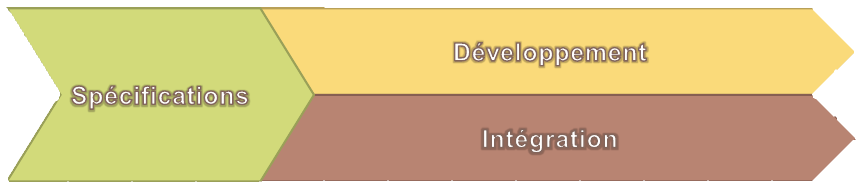 Développement
Spécifications
Intégration